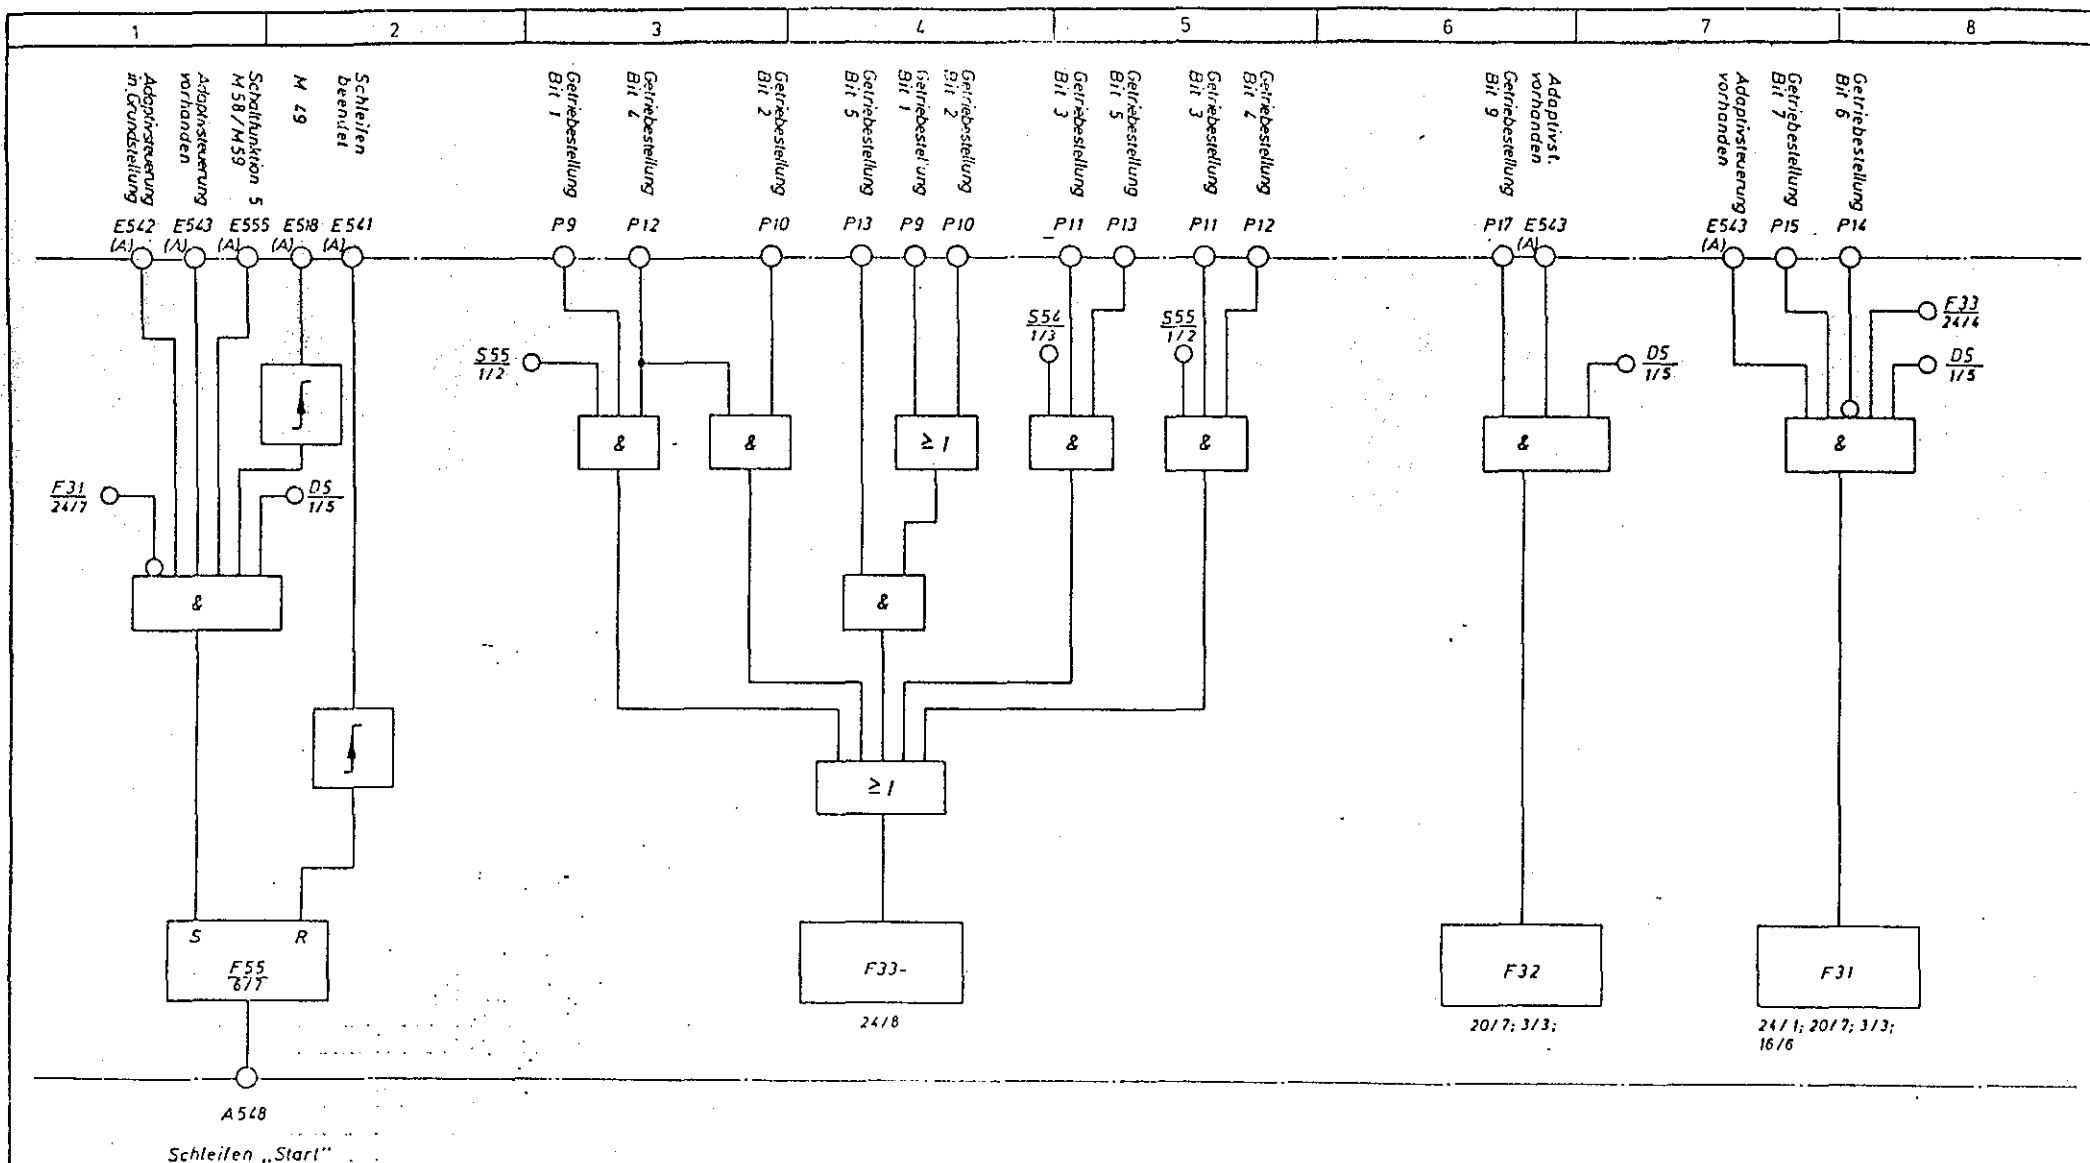 1 2 3 4 5 6 7 8
Adaptivsteuerung
in Grundstellung
Adaptivsteuerung
vorhanden
Schaltfunktion 5
M 58/M59
M 49
Schleifen
beendet
Getriebestellung
Bit 1
Getriebestellung
Bit 4
Getriebestellung
Bit 2
Getriebestellung
Bit 5
Getriebestellung
Bit 1
Getriebestellung
Bit 2
Getriebestellung
Bit 3
Getriebestellung
Bit 5
Getriebestellung
Bit 3
Getriebestellung
Bit 4
Getriebestellung
Bit 9
Adaptivst.
vorhanden
Adaptivsteuerung
vorhanden
Getriebestellung
Bit 7
Getriebestellung
Bit 6
E542 E543 E555 E518 E541 P9 P12 P10 P13 P9 P10 P11 P13 P11 P12 P17 E543 E543 P15 P14
(A) (A) (A) (A) (A) (A) (A)
F33
24/4
S54
1/3
S55
1/2
S55
1/2
D5
1/5
D5
1/5
& & ≥1 & & & &
F31
24/7
D5
1/5
& &
≥1
S R
F55
6/7
F33-
F32
F31
24/8
20/7; 3/3;
24/1; 20/7; 3/3;
16/6
A548
Schleifen „Start"